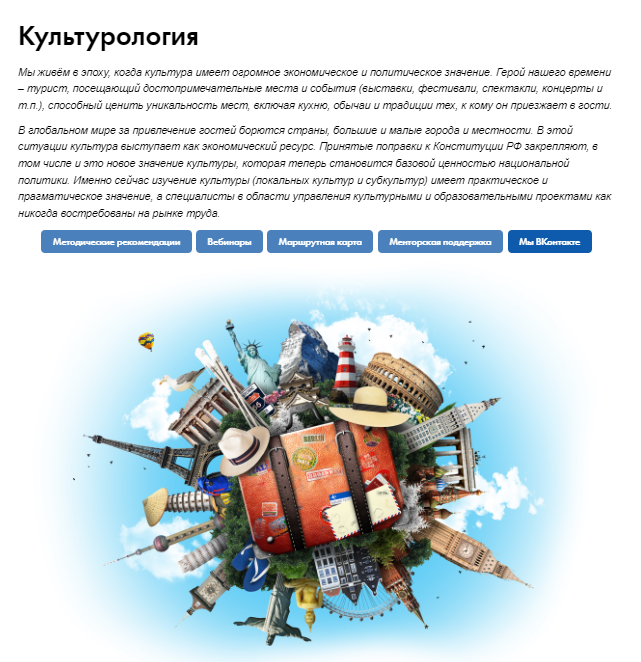 Культурология
Мы живём в эпоху, когда культура имеет огромное экономическое и политическое значение. Герой нашего времени
– турист, посещающий достопримечательные места и события (выставки, фестивали, спектакли, концерты и
т.п.), способный ценить уникальность мест, включая кухню, обычаи и традиции тех, к кому он приезжает в гости.
В глобальном мире за привлечение гостей борются страны, большие и малые города и местности. В этой
ситуации культура выступает как экономический ресурс. Принятые поправки к Конституции РФ закрепляют, в
том числе и это новое значение культуры, которая теперь становится базовой ценностью национальной
политики. Именно сейчас изучение культуры (локальных культур и субкультур) имеет практическое и
прагматическое значение, а специалисты в области управления культурными и образовательными проектами как
никогда востребованы на рынке труда.
Методические рекомендации
Вебинары
Маршрутная карта
Менторская поддержка
Мы ВКонтакте